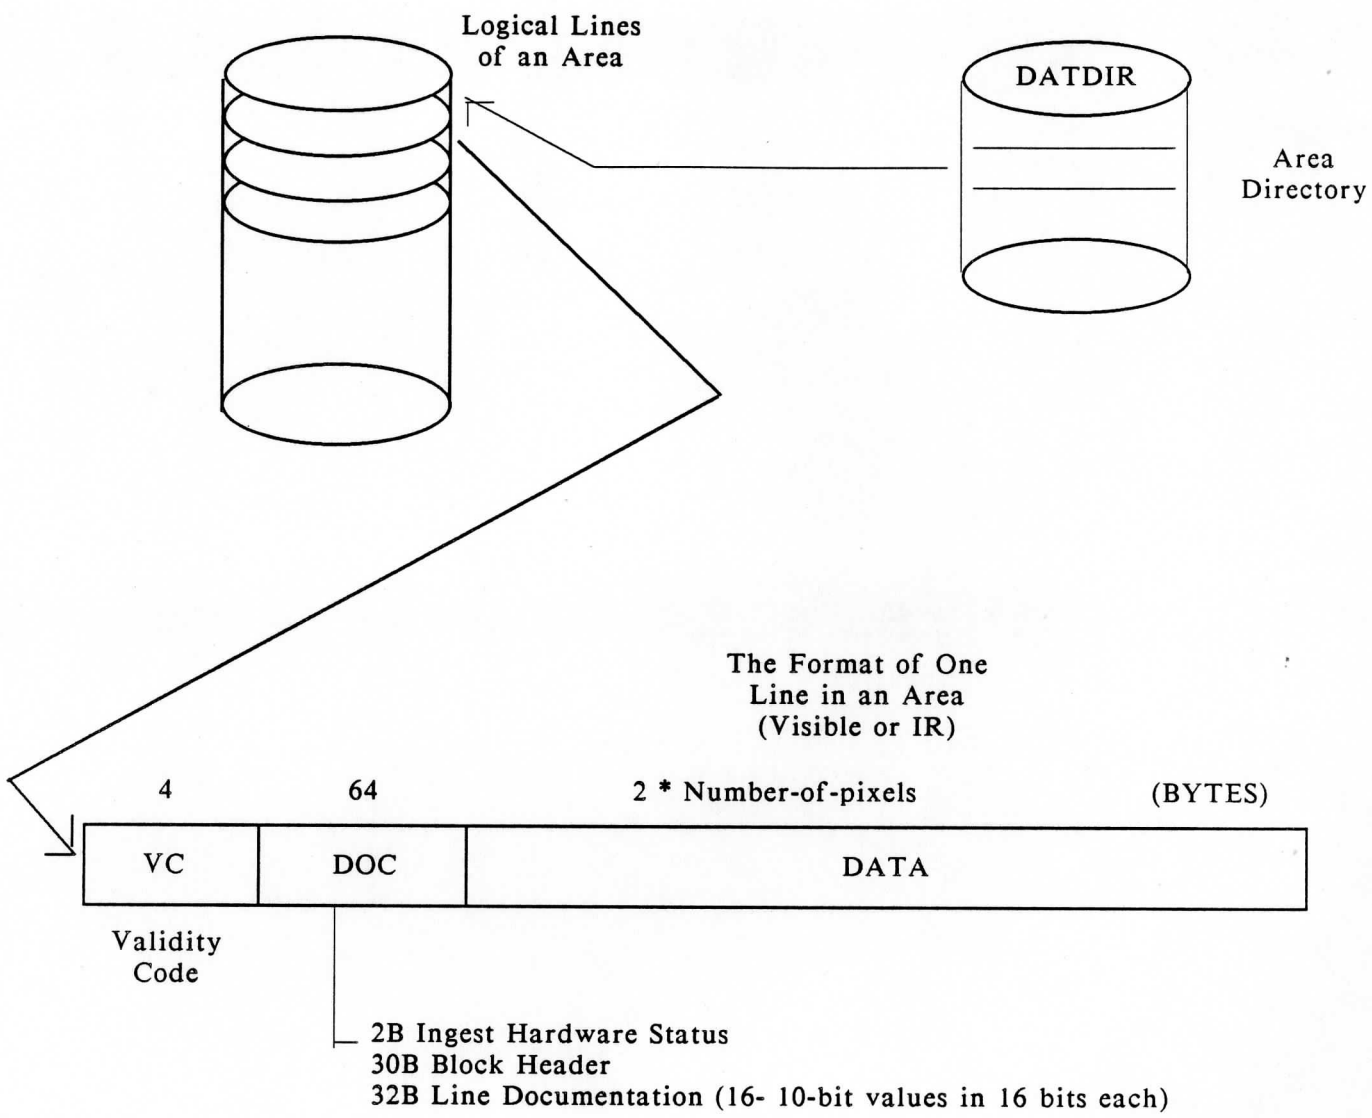 Logical Lines
of an Area
DATDIR
Area
Directory
The Format of One
Line in an Area
(Visible or IR)
4 64 2 * Number-of-pixels (BYTES)
VC DOC DATA
Validity
Code
2B Ingest Hardware Status
30B Block Header
32B Line Documentation (16- 10-bit values in 16 bits each)